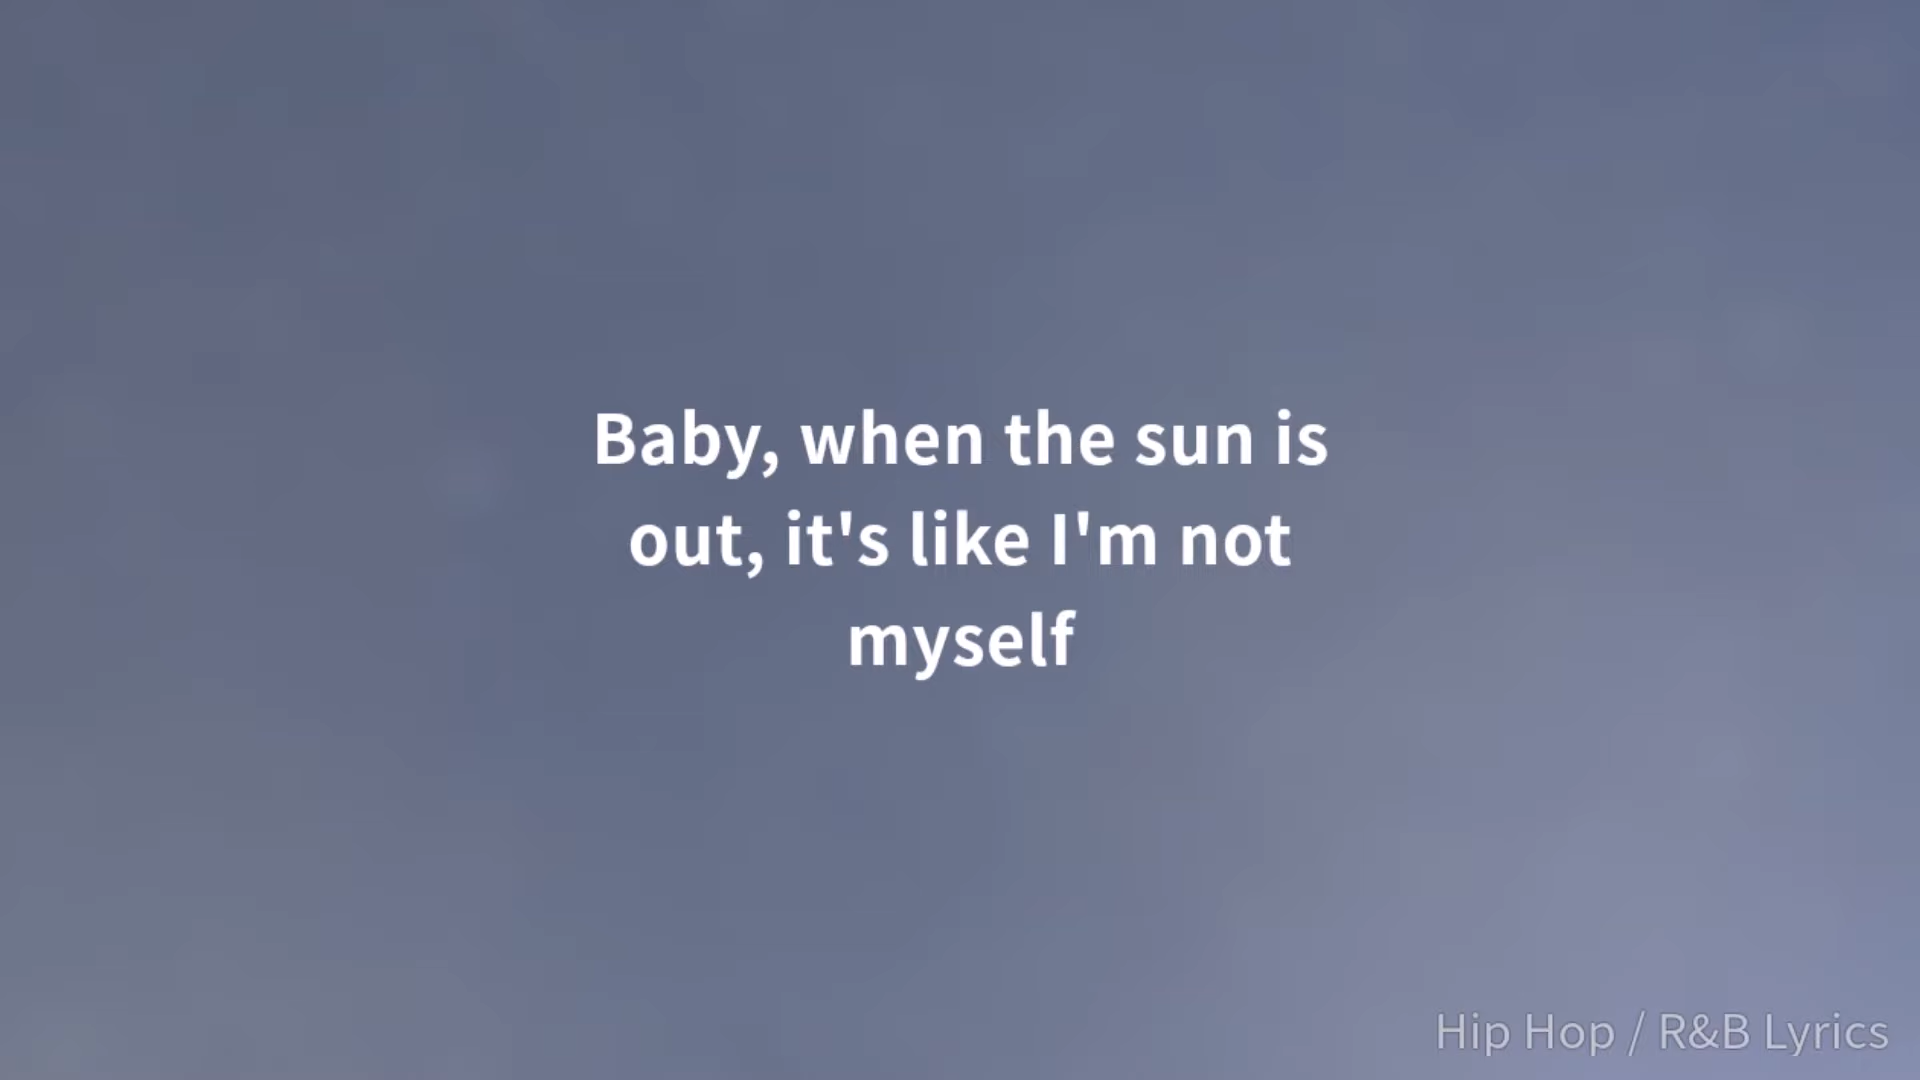 Baby, when the sun is
out, it's like I'm not
myself
Hip Hop / R&B Lyrics